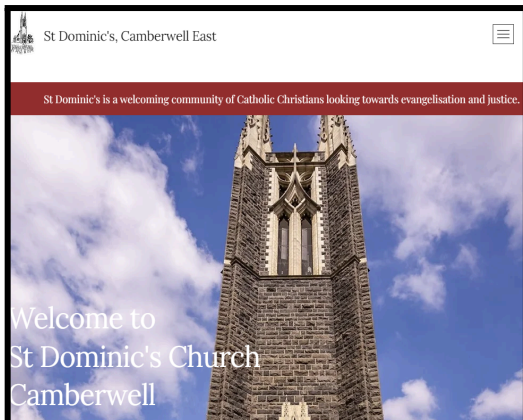 St Dominic's, Camberwell East
St Dominic's is a welcoming community of Catholic Christians looking towards evangelisation and justice.
Welcome to
St Dominic's Church
Camberwell